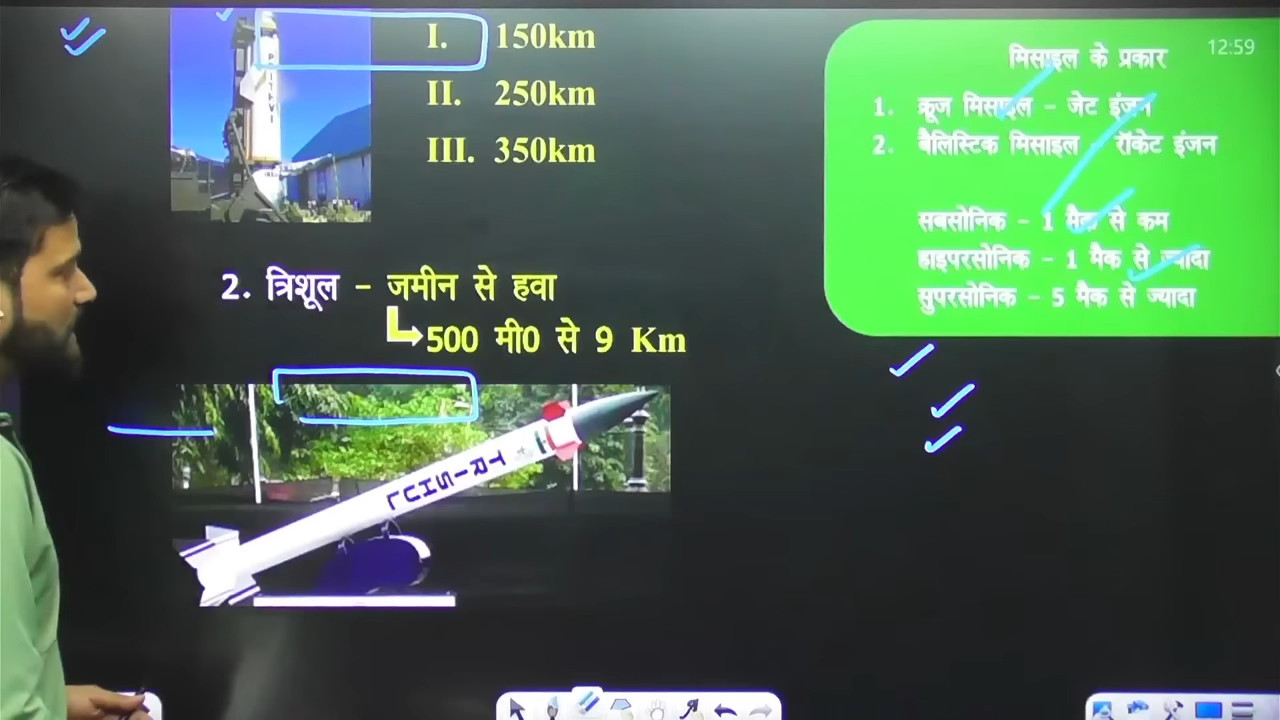 I. 150km
II. 250km
III. 350km
2. त्रिशूल - जमीन से हवा
500 मी0 से 9 Km
TRISHUL
12:59
मिसाइल के प्रकार
1. क्रूज मिसाइल - जेट इंजन
2. बैलिस्टिक मिसाइल - रॉकेट इंजन
सबसोनिक - 1 मैक से कम
हाइपरसोनिक - 1 मैक से ज्यादा
सुपरसोनिक - 5 मैक से ज्यादा